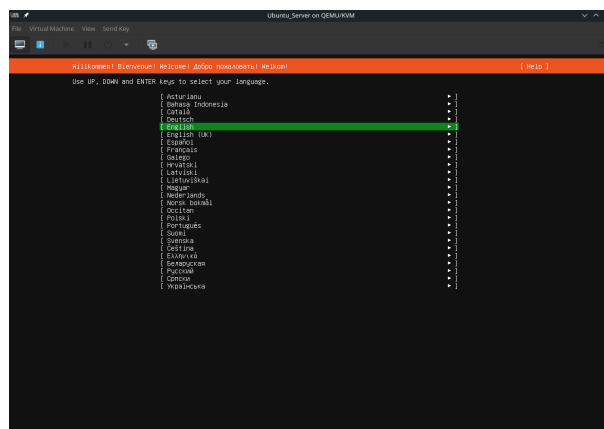 Ubuntu_Server on QEMU/KVM
File Virtual Machine View Send Key
Willkommen! Bienvenue! Welcome! Добро пожаловать! Welkom! [ Help ]
Use UP, DOWN and ENTER keys to select your language.
[ Asturianu ► ]
[ Bahasa Indonesia ► ]
[ Català ► ]
[ Deutsch ► ]
[ English ► ]
[ English (UK) ► ]
[ Español ► ]
[ Français ► ]
[ Galego ► ]
[ Hrvatski ► ]
[ Latviski ► ]
[ Lietuviškai ► ]
[ Magyar ► ]
[ Nederlands ► ]
[ Norsk bokmål ► ]
[ Occitan ► ]
[ Polski ► ]
[ Português ► ]
[ Suomi ► ]
[ Svenska ► ]
[ Čeština ► ]
[ Ελληνικά ► ]
[ Беларуская ► ]
[ Русский ► ]
[ Српски ► ]
[ Українська ► ]